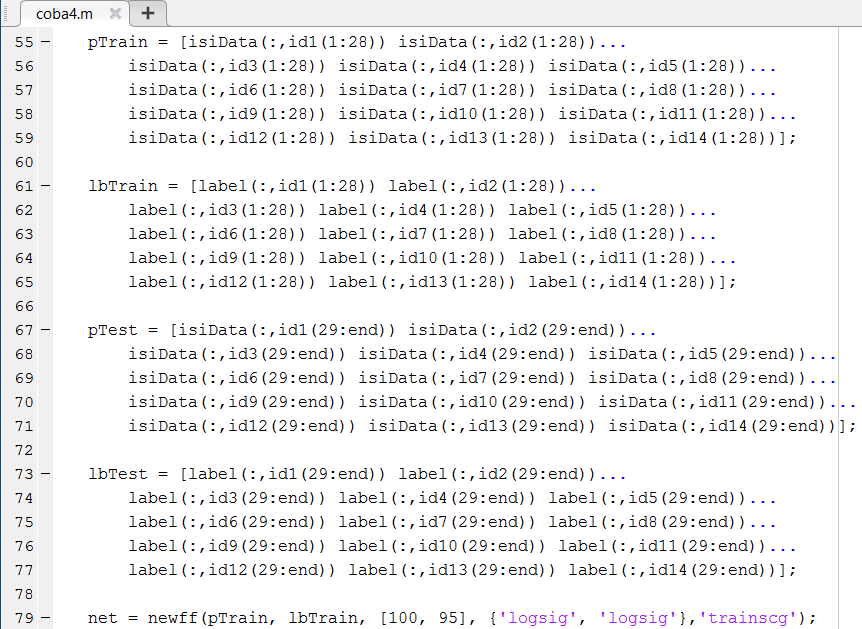 coba4.m
55 pTrain = [isiData(:,id1(1:28)) isiData(:,id2(1:28))...
56 isiData(:,id3(1:28)) isiData(:,id4(1:28)) isiData(:,id5(1:28))...
57 isiData(:,id6(1:28)) isiData(:,id7(1:28)) isiData(:,id8(1:28))...
58 isiData(:,id9(1:28)) isiData(:,id10(1:28)) isiData(:,id11(1:28))...
59 isiData(:,id12(1:28)) isiData(:,id13(1:28)) isiData(:,id14(1:28))];
60
61 lbTrain = [label(:,id1(1:28)) label(:,id2(1:28))...
62 label(:,id3(1:28)) label(:,id4(1:28)) label(:,id5(1:28))...
63 label(:,id6(1:28)) label(:,id7(1:28)) label(:,id8(1:28))...
64 label(:,id9(1:28)) label(:,id10(1:28)) label(:,id11(1:28))...
65 label(:,id12(1:28)) label(:,id13(1:28)) label(:,id14(1:28))];
66
67 pTest = [isiData(:,id1(29:end)) isiData(:,id2(29:end))...
68 isiData(:,id3(29:end)) isiData(:,id4(29:end)) isiData(:,id5(29:end))...
69 isiData(:,id6(29:end)) isiData(:,id7(29:end)) isiData(:,id8(29:end))...
70 isiData(:,id9(29:end)) isiData(:,id10(29:end)) isiData(:,id11(29:end))...
71 isiData(:,id12(29:end)) isiData(:,id13(29:end)) isiData(:,id14(29:end))];
72
73 lbTest = [label(:,id1(29:end)) label(:,id2(29:end))...
74 label(:,id3(29:end)) label(:,id4(29:end)) label(:,id5(29:end))...
75 label(:,id6(29:end)) label(:,id7(29:end)) label(:,id8(29:end))...
76 label(:,id9(29:end)) label(:,id10(29:end)) label(:,id11(29:end))...
77 label(:,id12(29:end)) label(:,id13(29:end)) label(:,id14(29:end))];
78
79 net = newff(pTrain, lbTrain, [100, 95], {'logsig', 'logsig'},'trainscg');